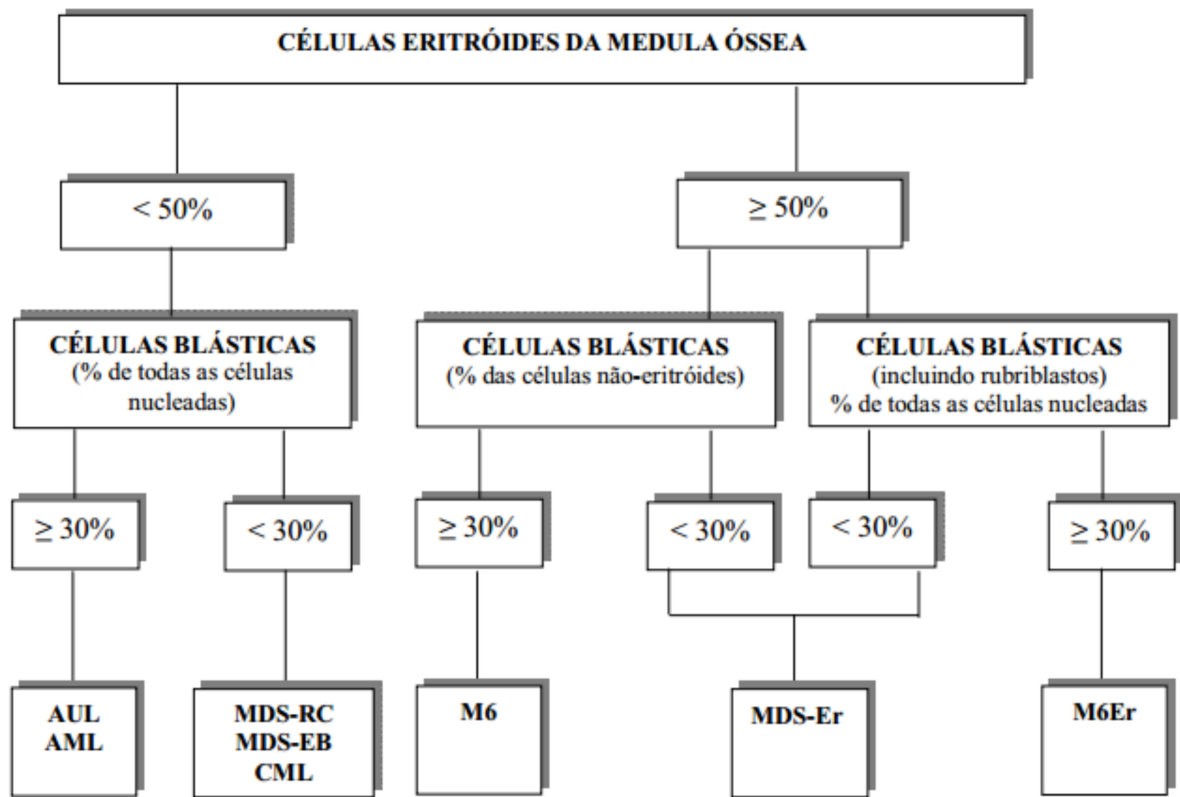 CÉLULAS ERITRÓIDES DA MEDULA ÓSSEA
< 50%
≥ 50%
CÉLULAS BLÁSTICAS
(% de todas as células
nucleadas)
CÉLULAS BLÁSTICAS
(% das células não-eritróides)
CÉLULAS BLÁSTICAS
(incluindo rubriblastos)
% de todas as células nucleadas
≥ 30%
< 30%
≥ 30%
< 30%
< 30%
≥ 30%
AUL
AML
MDS-RC
MDS-EB
CML
M6
MDS-Er
M6Er